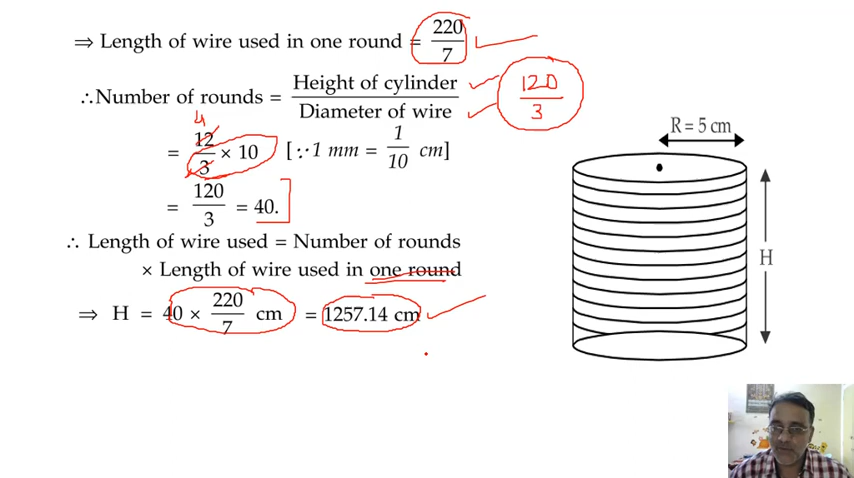 ⇒ Length of wire used in one round = 220/7
∴Number of rounds = Height of cylinder/Diameter of wire
120/3
4
= 12/3 × 10 [∵1 mm = 1/10 cm]
= 120/3 = 40.
∴ Length of wire used = Number of rounds
× Length of wire used in one round
⇒ H = 40 × 220/7 cm = 1257.14 cm
R = 5 cm
H